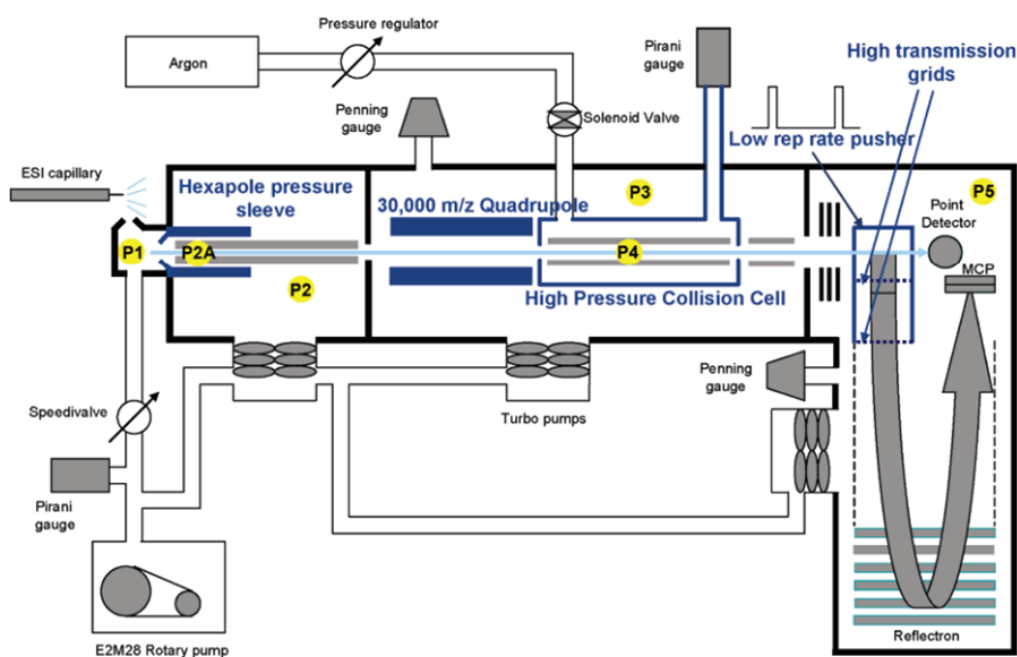 Pressure regulator
Argon
Pirani
gauge
High transmission
grids
Penning
gauge
Solenoid Valve
Low rep rate pusher
ESI capillary
Hexapole pressure
sleeve
30,000 m/z Quadrupole
P3
P5
Point
Detector
P1
P2A
P4
MCP
P2
High Pressure Collision Cell
Penning
gauge
Speedivalve
Turbo pumps
Pirani
gauge
Reflectron
E2M28 Rotary pump